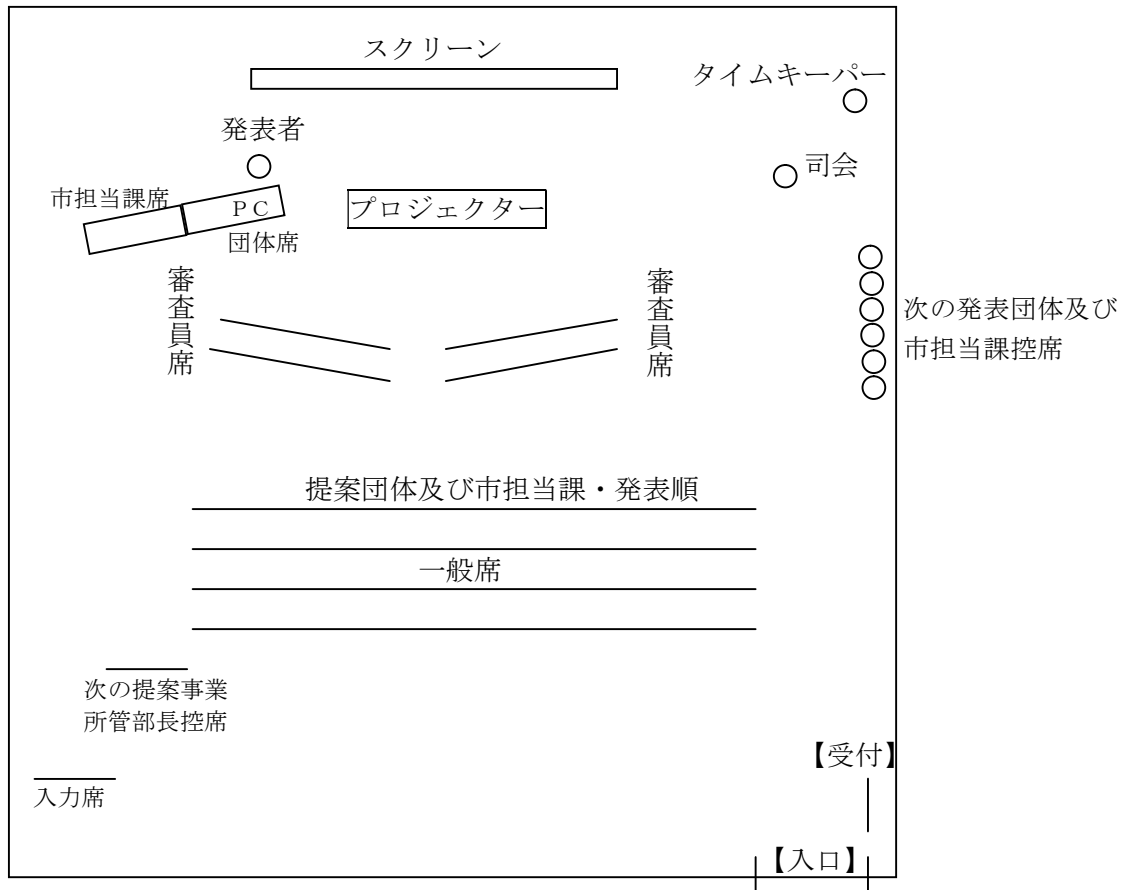 スクリーン
タイムキーパー
発表者
司会
市担当課席
ＰＣ
プロジェクター
団体席
審査員席
審査員席
次の発表団体及び
市担当課控席
提案団体及び市担当課・発表順
一般席
次の提案事業
所管部長控席
【受付】
入力席
【入口】